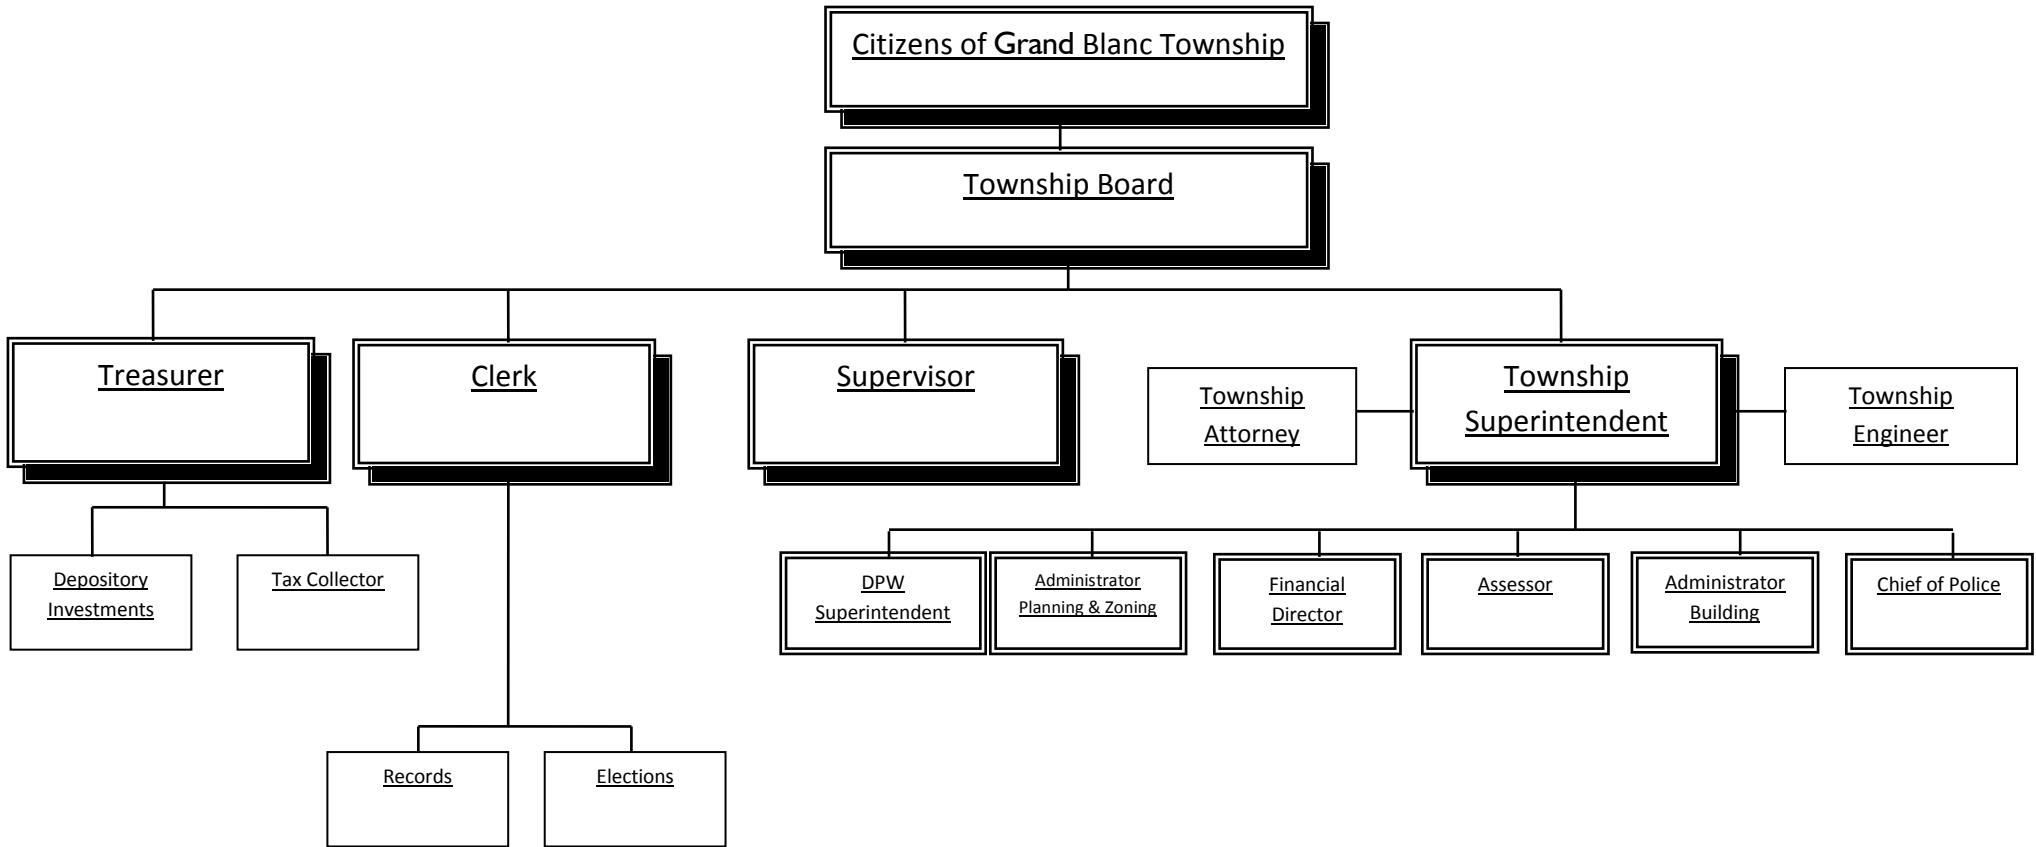 Citizens of Grand Blanc Township
Township Board
Treasurer
Clerk
Supervisor
Township
Attorney
Township
Superintendent
Township
Engineer
Depository
Investments
Tax Collector
DPW
Superintendent
Administrator
Planning & Zoning
Financial
Director
Assessor
Administrator
Building
Chief of Police
Records
Elections